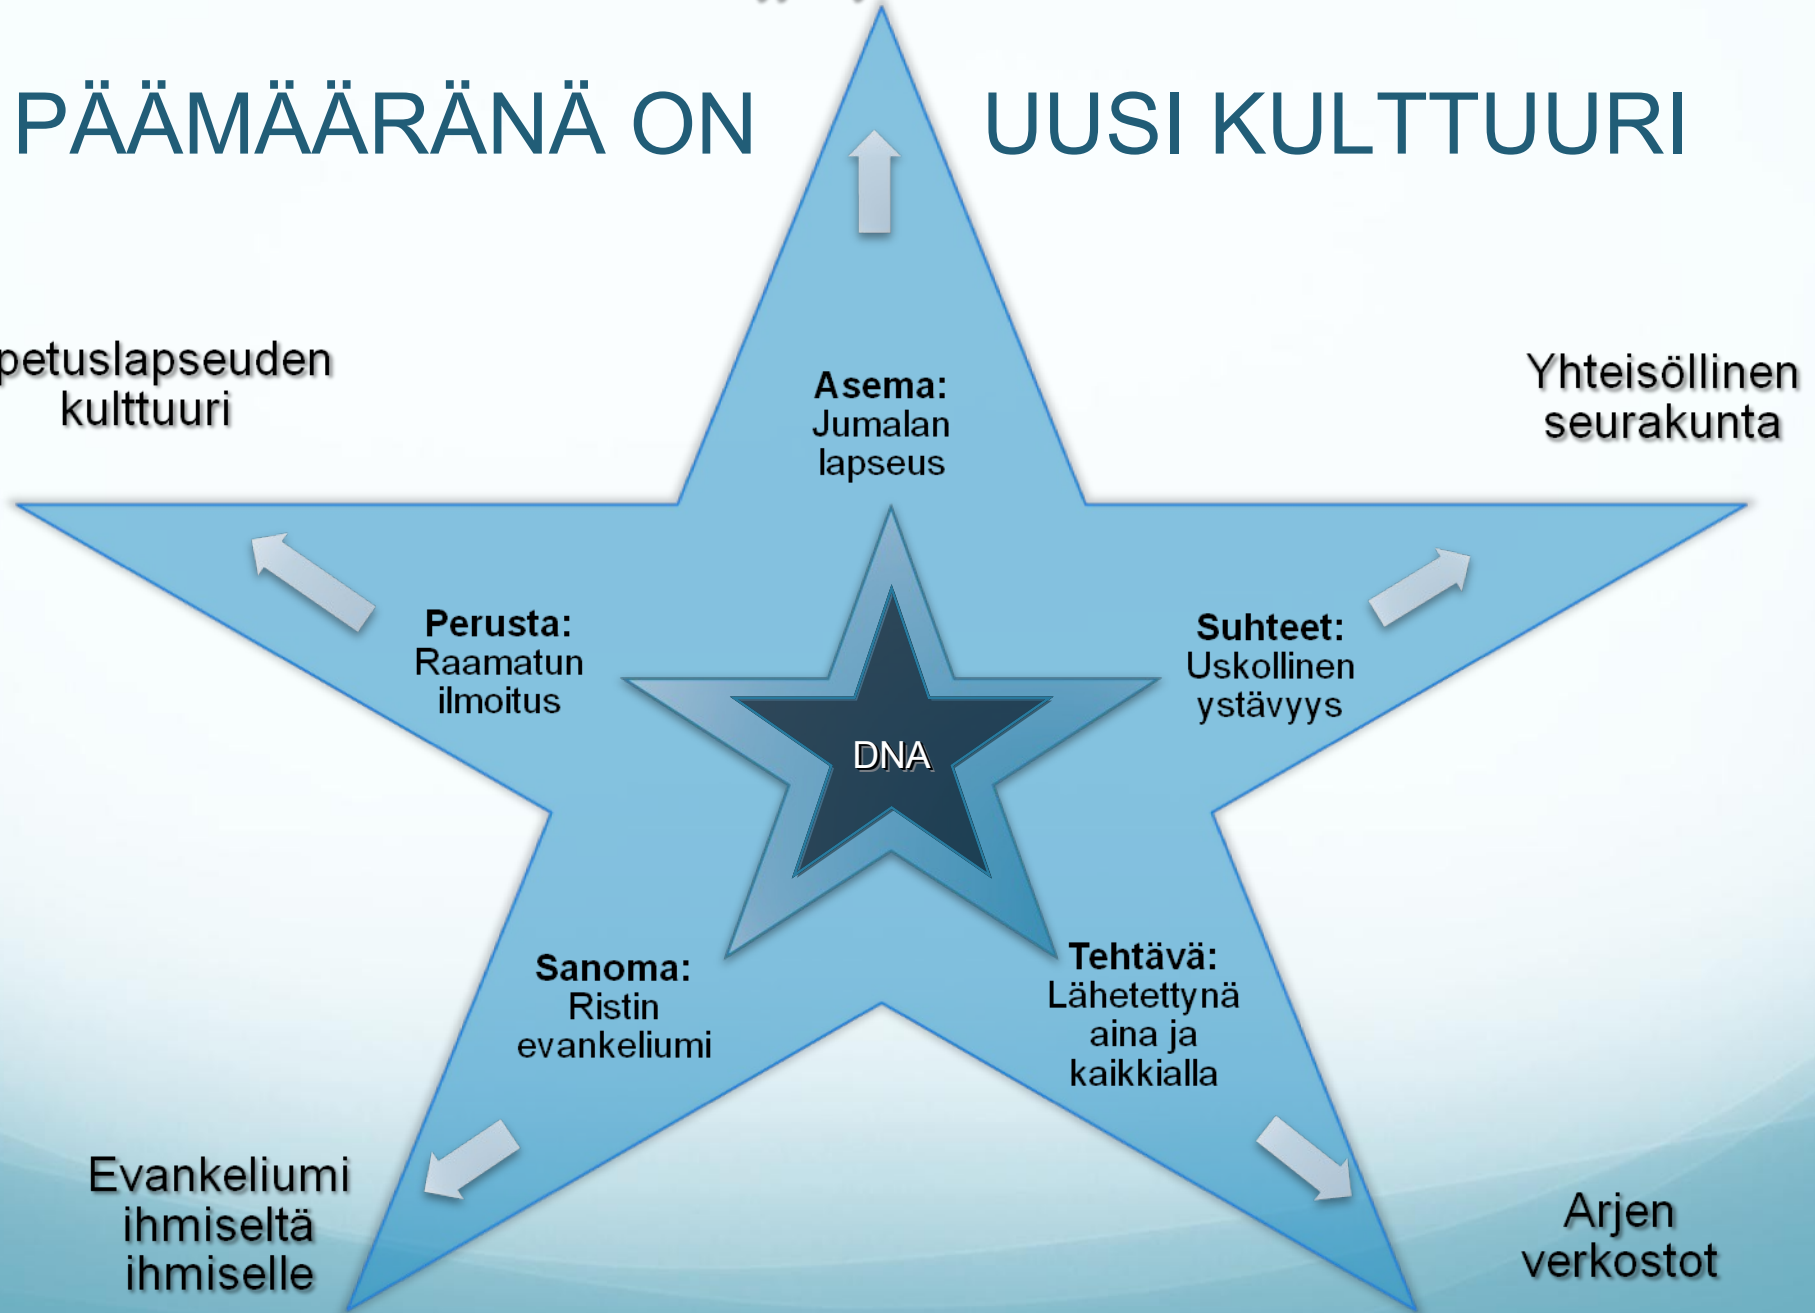 PÄÄMÄÄRÄNÄ ON UUSI KULTTUURI
petuslapseuden
kulttuuri
Yhteisöllinen
seurakunta
Asema:
Jumalan
lapseus
Perusta:
Raamatun
ilmoitus
Suhteet:
Uskollinen
ystävyys
DNA
Sanoma:
Ristin
evankeliumi
Tehtävä:
Lähetettynä
aina ja
kaikkialla
Evankeliumi
ihmiseltä
ihmiselle
Arjen
verkostot